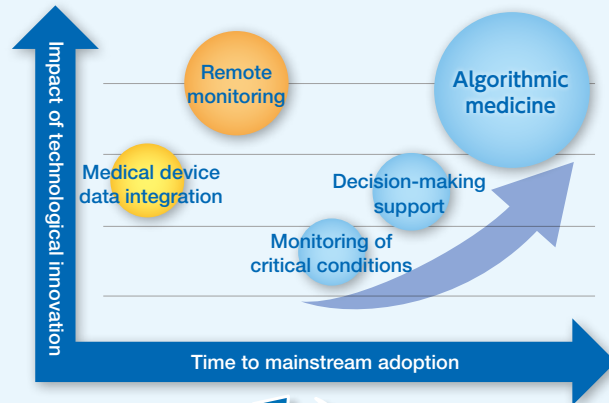 Impact of technological innovation
Remote
monitoring
Algorithmic
medicine
Medical device
data integration
Decision-making
support
Monitoring of
critical conditions
Time to mainstream adoption